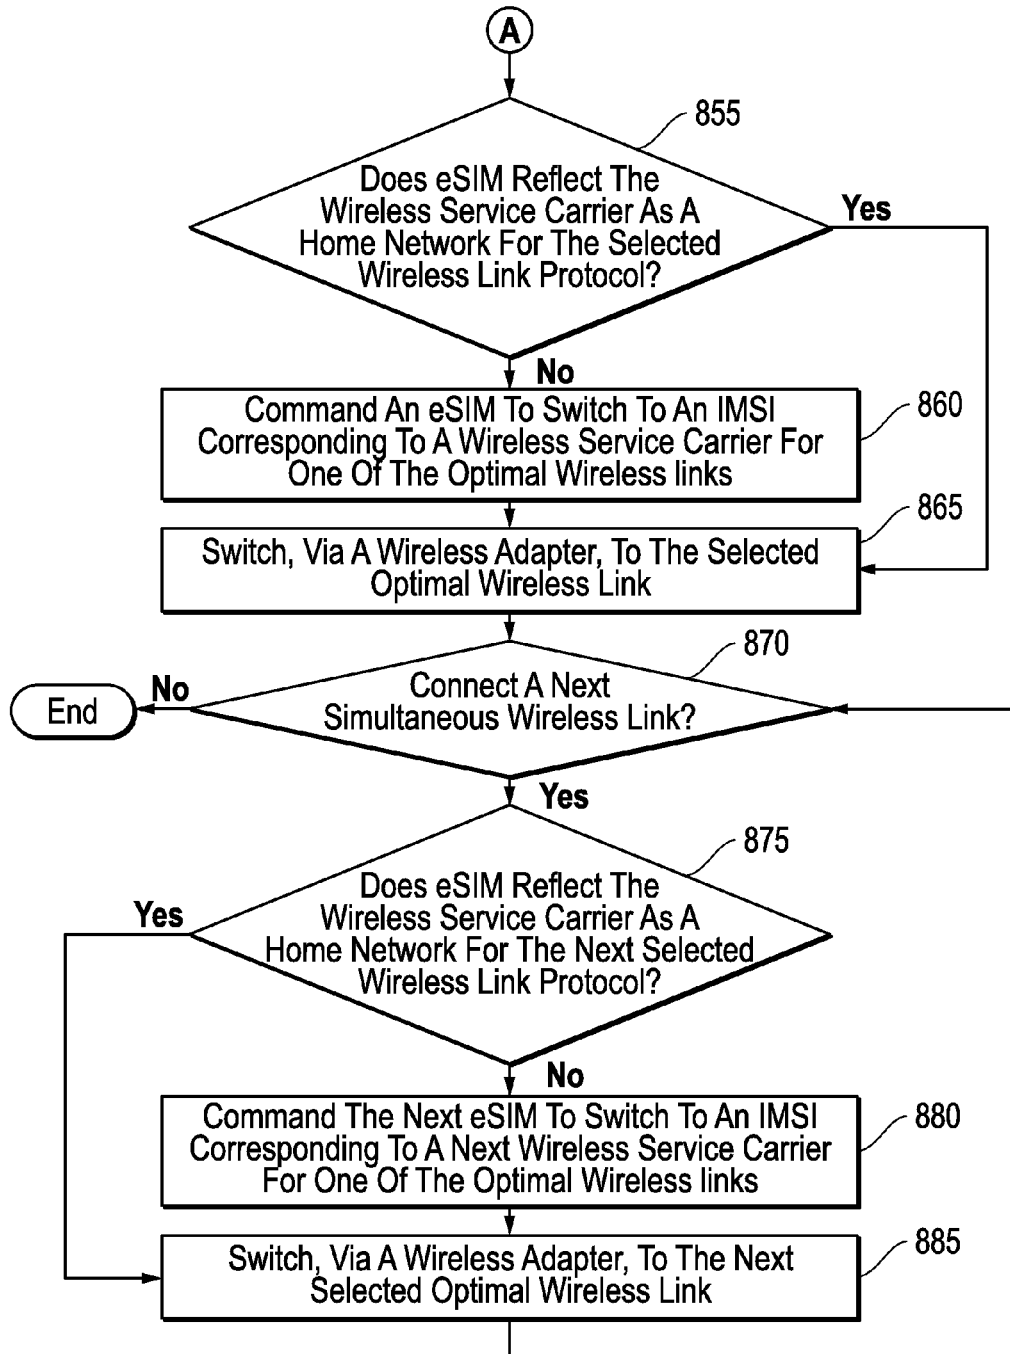 A
855
Does eSIM Reflect The
Wireless Service Carrier As A
Home Network For The Selected
Wireless Link Protocol?
Yes
No
Command An eSIM To Switch To An IMSI
Corresponding To A Wireless Service Carrier For
One Of The Optimal Wireless links
860
Switch, Via A Wireless Adapter, To The Selected
Optimal Wireless Link
865
870
Connect A Next
Simultaneous Wireless Link?
No
End
Yes
875
Does eSIM Reflect The
Wireless Service Carrier As A
Home Network For The Next Selected
Wireless Link Protocol?
Yes
No
Command The Next eSIM To Switch To An IMSI
Corresponding To A Next Wireless Service Carrier
For One Of The Optimal Wireless links
880
Switch, Via A Wireless Adapter, To The Next
Selected Optimal Wireless Link
885